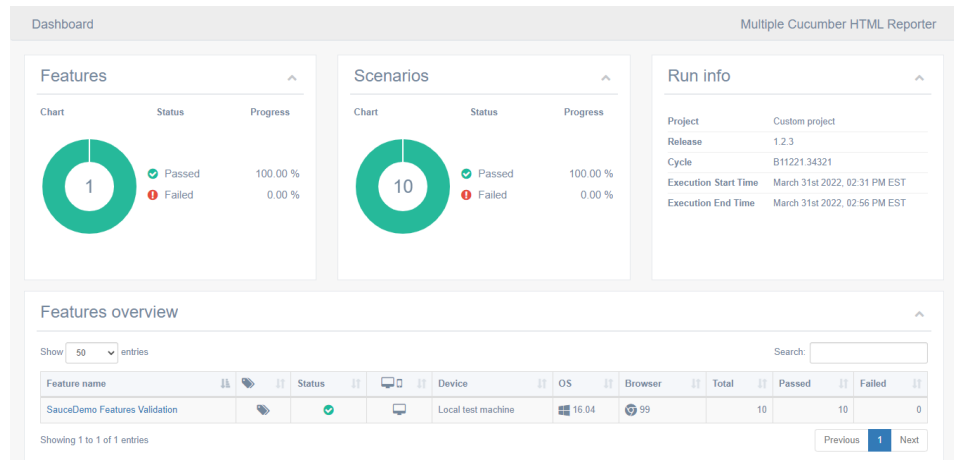 Dashboard
Multiple Cucumber HTML Reporter
Features
Chart Status Progress
1
Passed 100.00 %
Failed 0.00 %
Scenarios
Chart Status Progress
10
Passed 100.00 %
Failed 0.00 %
Run info
Project Custom project
Release 1.2.3
Cycle B11221.34321
Execution Start Time March 31st 2022, 02:31 PM EST
Execution End Time March 31st 2022, 02:56 PM EST
Features overview
Show 50 entries
Search:
Feature name Status Device OS Browser Total Passed Failed
SauceDemo Features Validation Local test machine 16.04 99 10 10 0
Showing 1 to 1 of 1 entries
Previous 1 Next